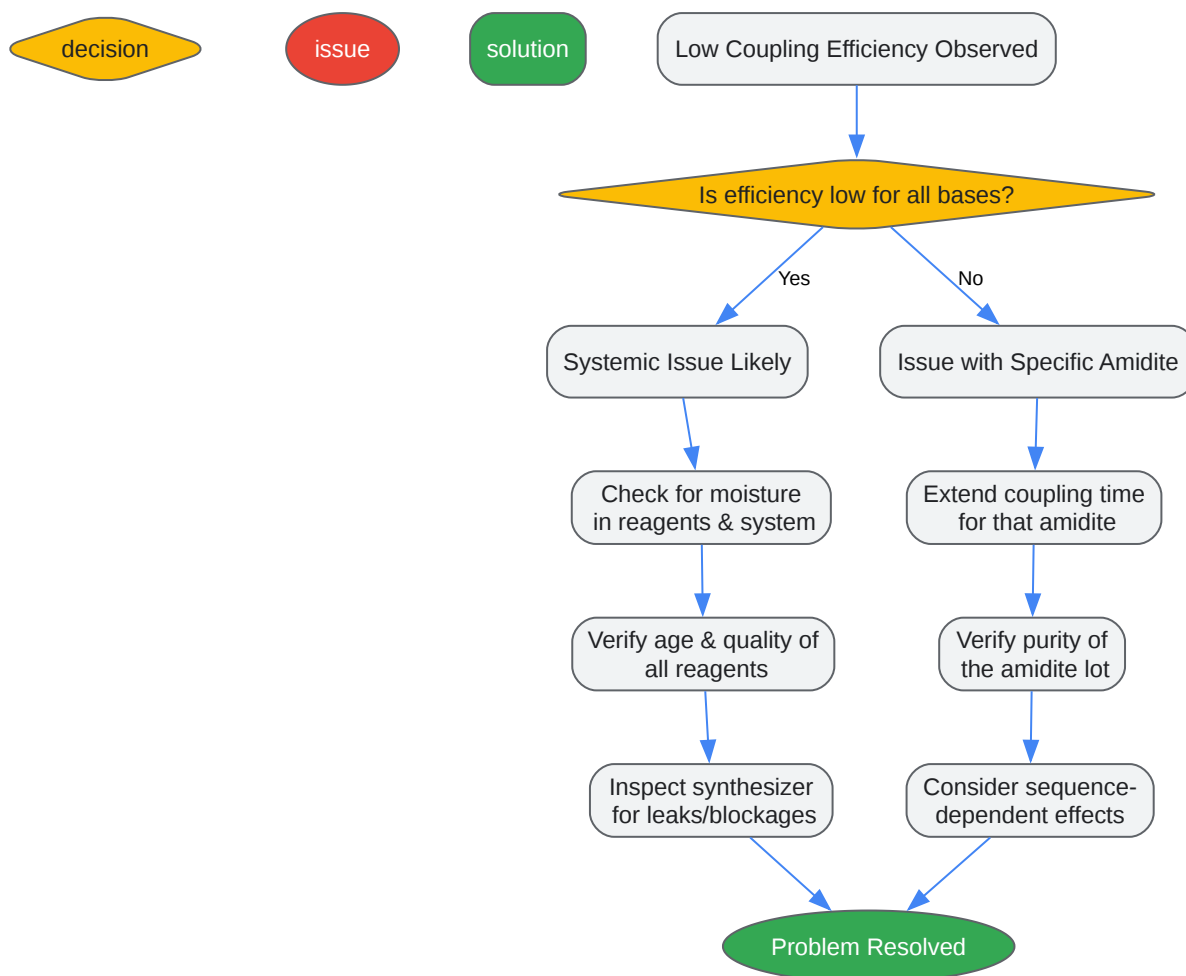 decision
issue
solution
Low Coupling Efficiency Observed
Is efficiency low for all bases?
Yes
No
Systemic Issue Likely
Issue with Specific Amidite
Check for moisture
in reagents & system
Extend coupling time
for that amidite
Verify age & quality of
all reagents
Verify purity of
the amidite lot
Inspect synthesizer
for leaks/blockages
Consider sequence-
dependent effects
Problem Resolved